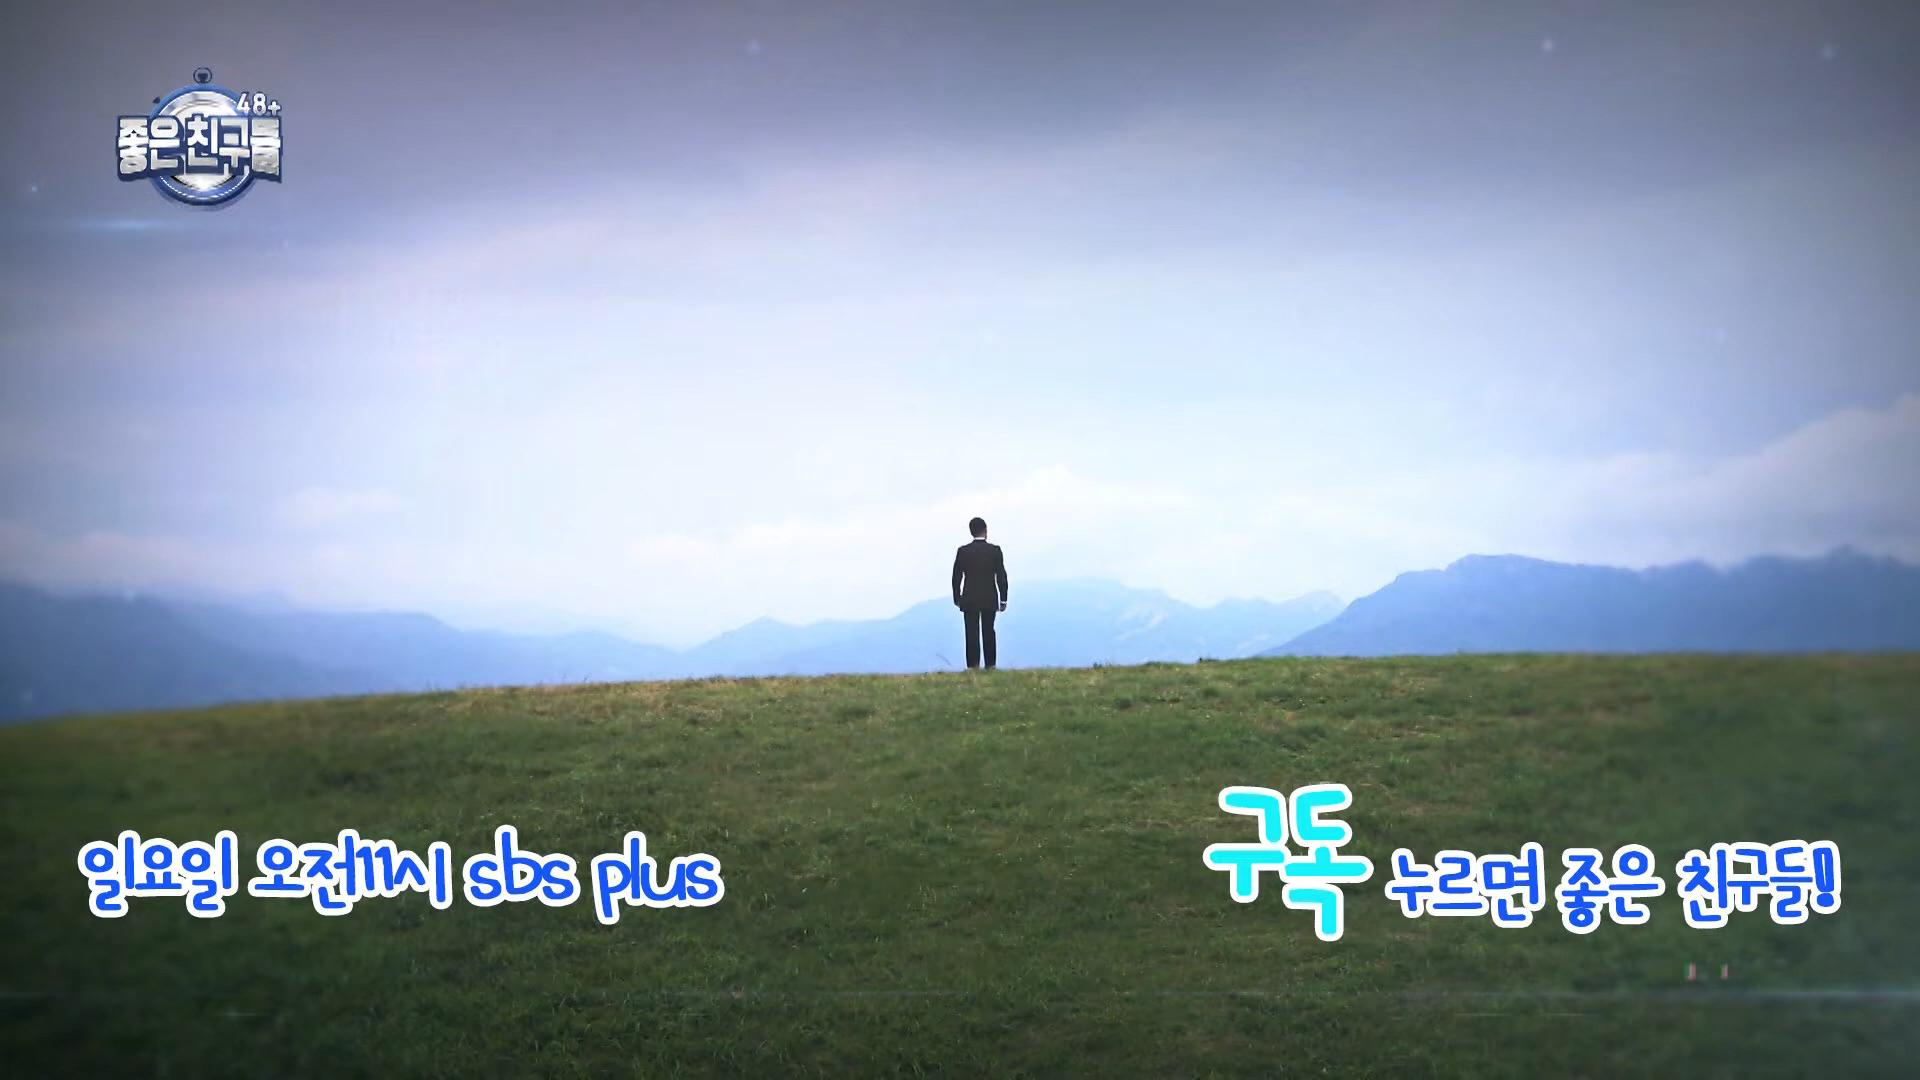 48+
좋은 친구들
일요일 오전11시 sbs plus
구독 누르면 좋은 친구들!